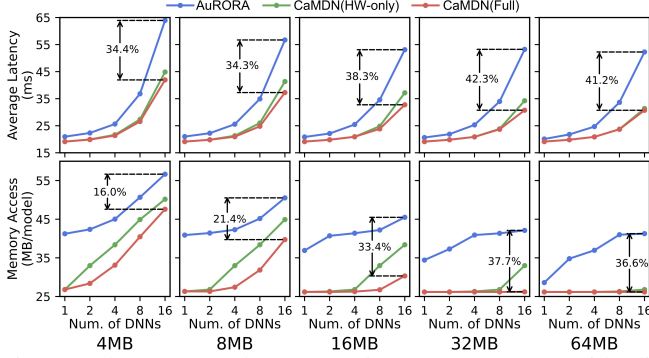 AuRORA CaMDN(HW-only) CaMDN(Full)
Average Latency
(ms)
65
55
45
35
25
15
34.4%
34.3%
38.3%
42.3%
41.2%
Memory Access
(MB/model)
55
45
35
25
16.0%
21.4%
33.4%
37.7%
36.6%
1 2 4 8 16 1 2 4 8 16 1 2 4 8 16 1 2 4 8 16 1 2 4 8 16
Num. of DNNs Num. of DNNs Num. of DNNs Num. of DNNs Num. of DNNs
4MB 8MB 16MB 32MB 64MB